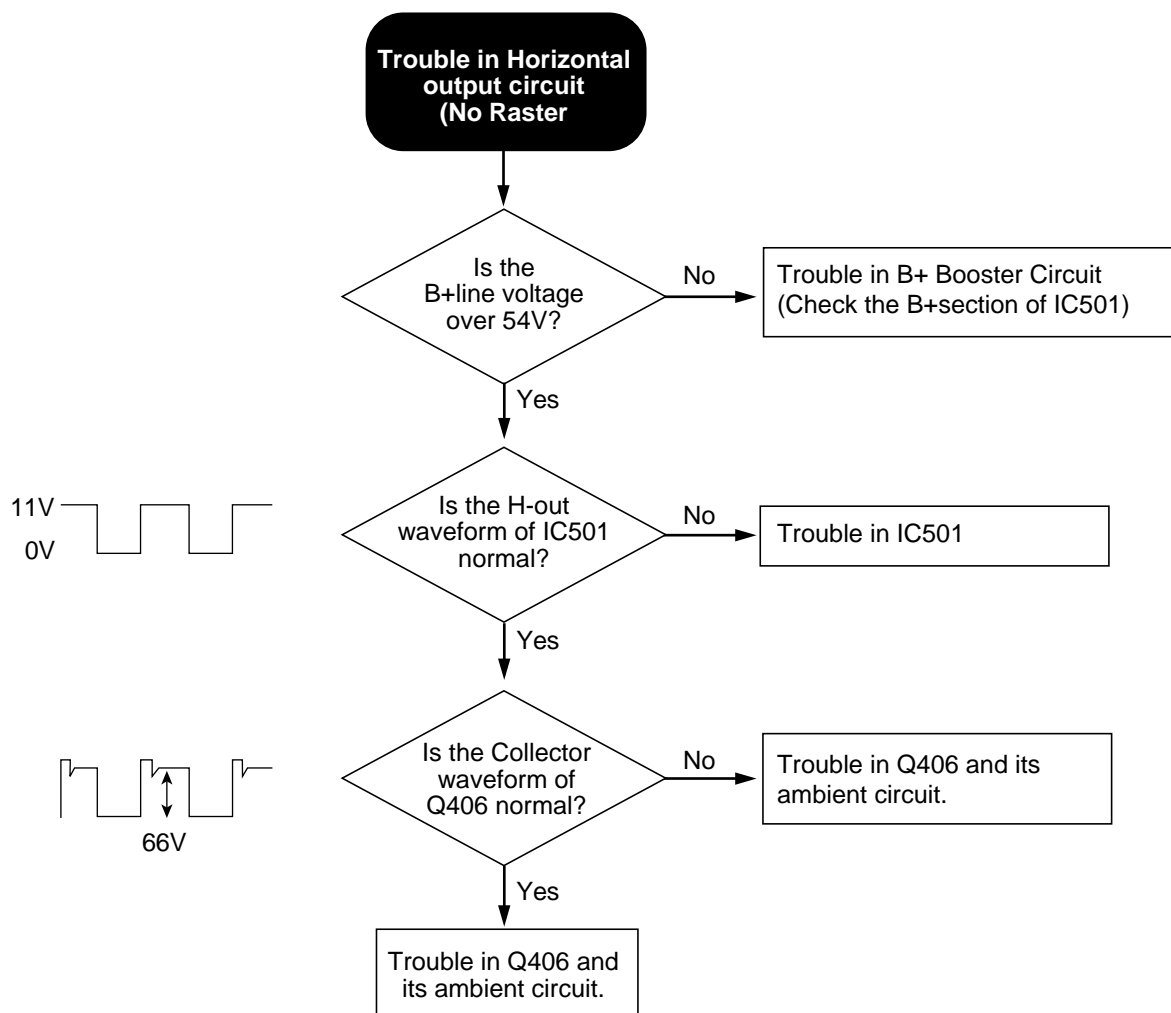 Trouble in Horizontal
output circuit
(No Raster
Is the
B+line voltage
over 54V?
No
Trouble in B+ Booster Circuit
(Check the B+section of IC501)
Yes
11V
0V
Is the H-out
waveform of IC501
normal?
No
Trouble in IC501
Yes
66V
Is the Collector
waveform of
Q406 normal?
No
Trouble in Q406 and its
ambient circuit.
Yes
Trouble in Q406 and
its ambient circuit.